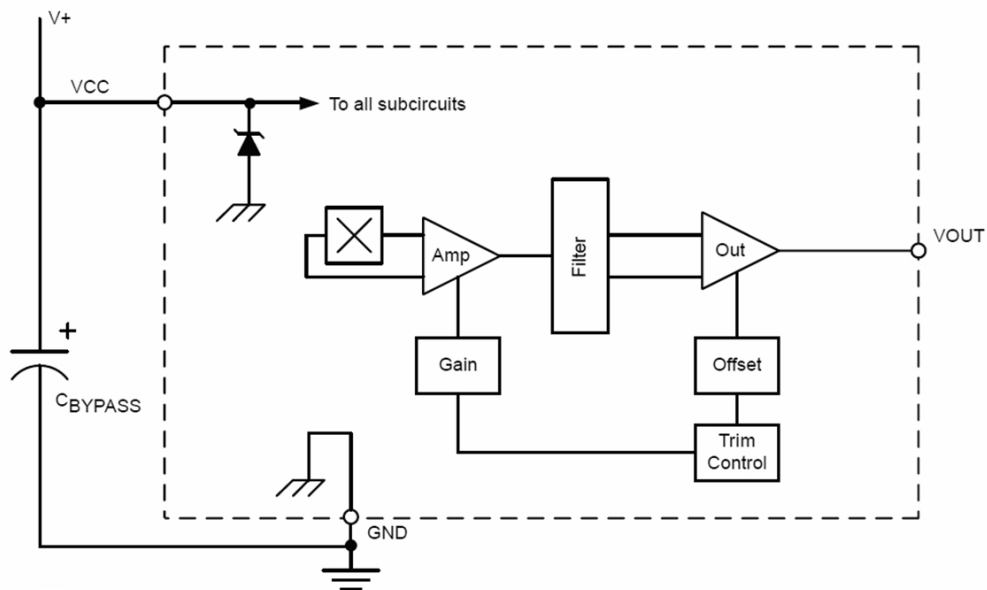 V+
VCC
To all subcircuits
Amp
Filter
Out
VOUT
+
Gain
Offset
CBYPASS
Trim
Control
GND